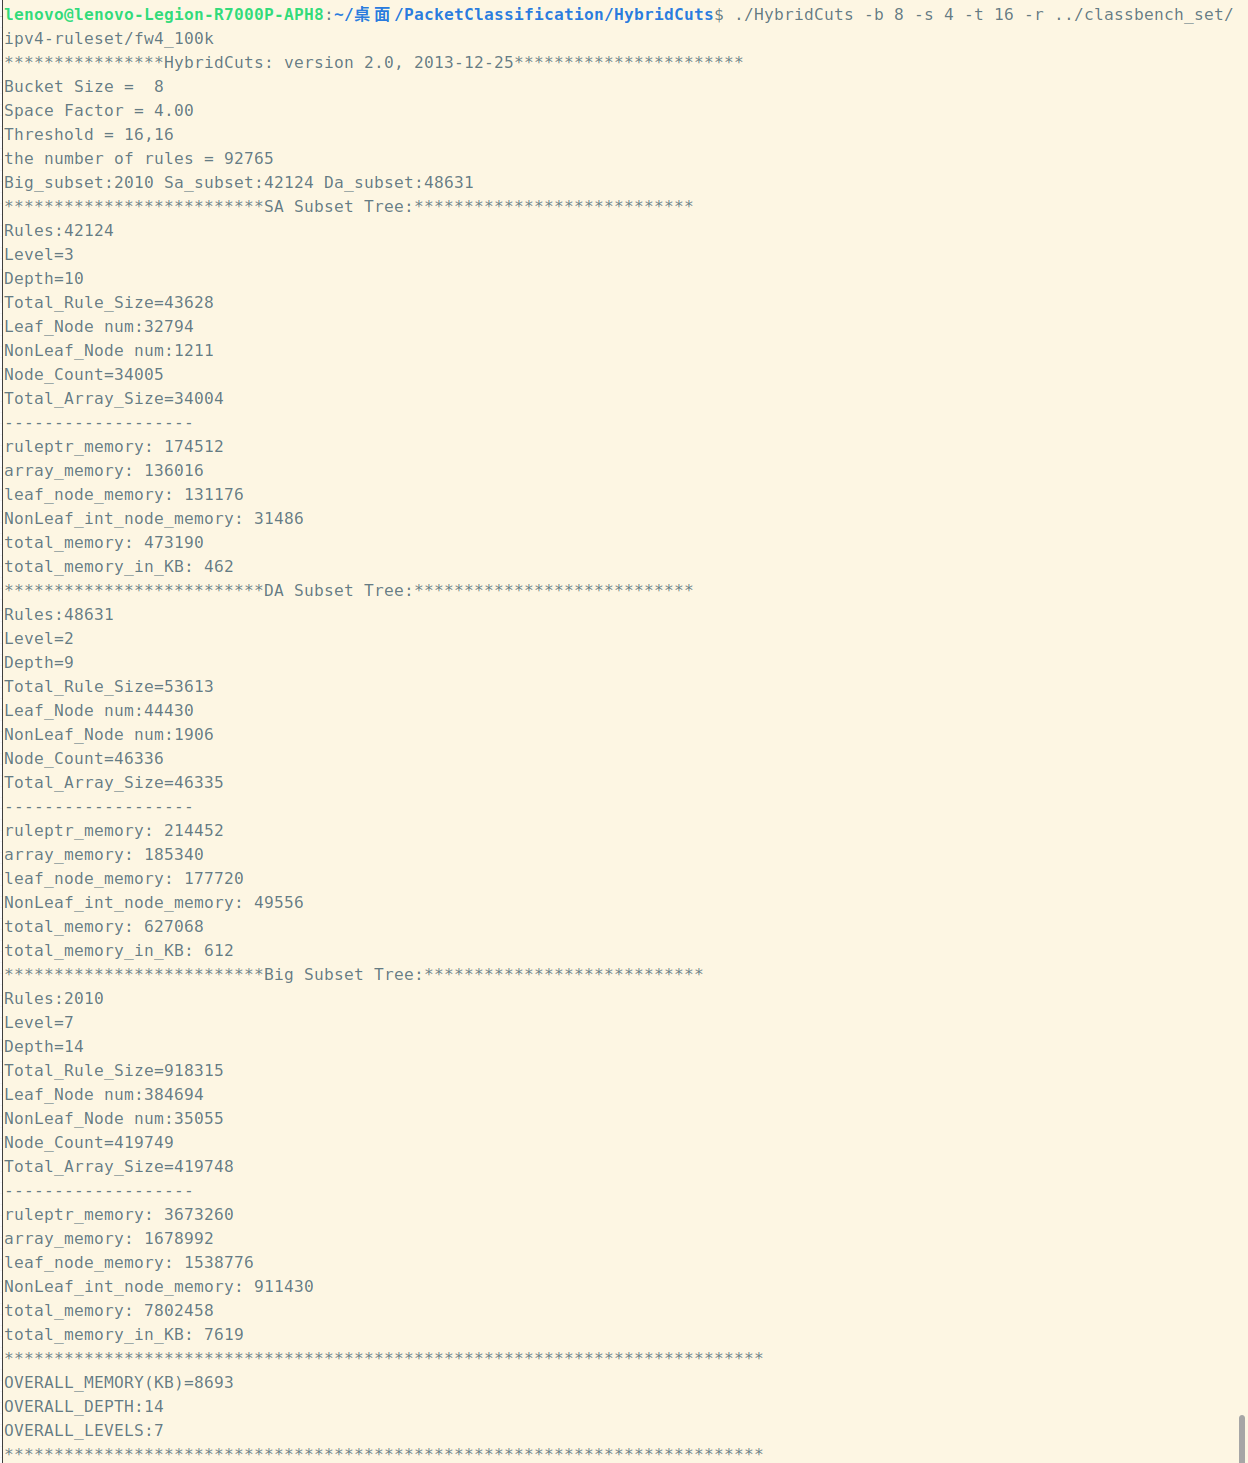 lenovo@lenovo-Legion-R7000P-APH8:~/桌面/PacketClassification/HybridCuts$ ./HybridCuts -b 8 -s 4 -t 16 -r ../classbench_set/
ipv4-ruleset/fw4_100k
****************HybridCuts: version 2.0, 2013-12-25***********************
Bucket Size =  8
Space Factor = 4.00
Threshold = 16,16
the number of rules = 92765
Big_subset:2010 Sa_subset:42124 Da_subset:48631
**************************SA Subset Tree:****************************
Rules:42124
Level=3
Depth=10
Total_Rule_Size=43628
Leaf_Node num:32794
NonLeaf_Node num:1211
Node_Count=34005
Total_Array_Size=34004
-------------------
ruleptr_memory: 174512
array_memory: 136016
leaf_node_memory: 131176
NonLeaf_int_node_memory: 31486
total_memory: 473190
total_memory_in_KB: 462
**************************DA Subset Tree:****************************
Rules:48631
Level=2
Depth=9
Total_Rule_Size=53613
Leaf_Node num:44430
NonLeaf_Node num:1906
Node_Count=46336
Total_Array_Size=46335
-------------------
ruleptr_memory: 214452
array_memory: 185340
leaf_node_memory: 177720
NonLeaf_int_node_memory: 49556
total_memory: 627068
total_memory_in_KB: 612
**************************Big Subset Tree:****************************
Rules:2010
Level=7
Depth=14
Total_Rule_Size=918315
Leaf_Node num:384694
NonLeaf_Node num:35055
Node_Count=419749
Total_Array_Size=419748
-------------------
ruleptr_memory: 3673260
array_memory: 1678992
leaf_node_memory: 1538776
NonLeaf_int_node_memory: 911430
total_memory: 7802458
total_memory_in_KB: 7619
****************************************************************************
OVERALL_MEMORY(KB)=8693
OVERALL_DEPTH:14
OVERALL_LEVELS:7
****************************************************************************